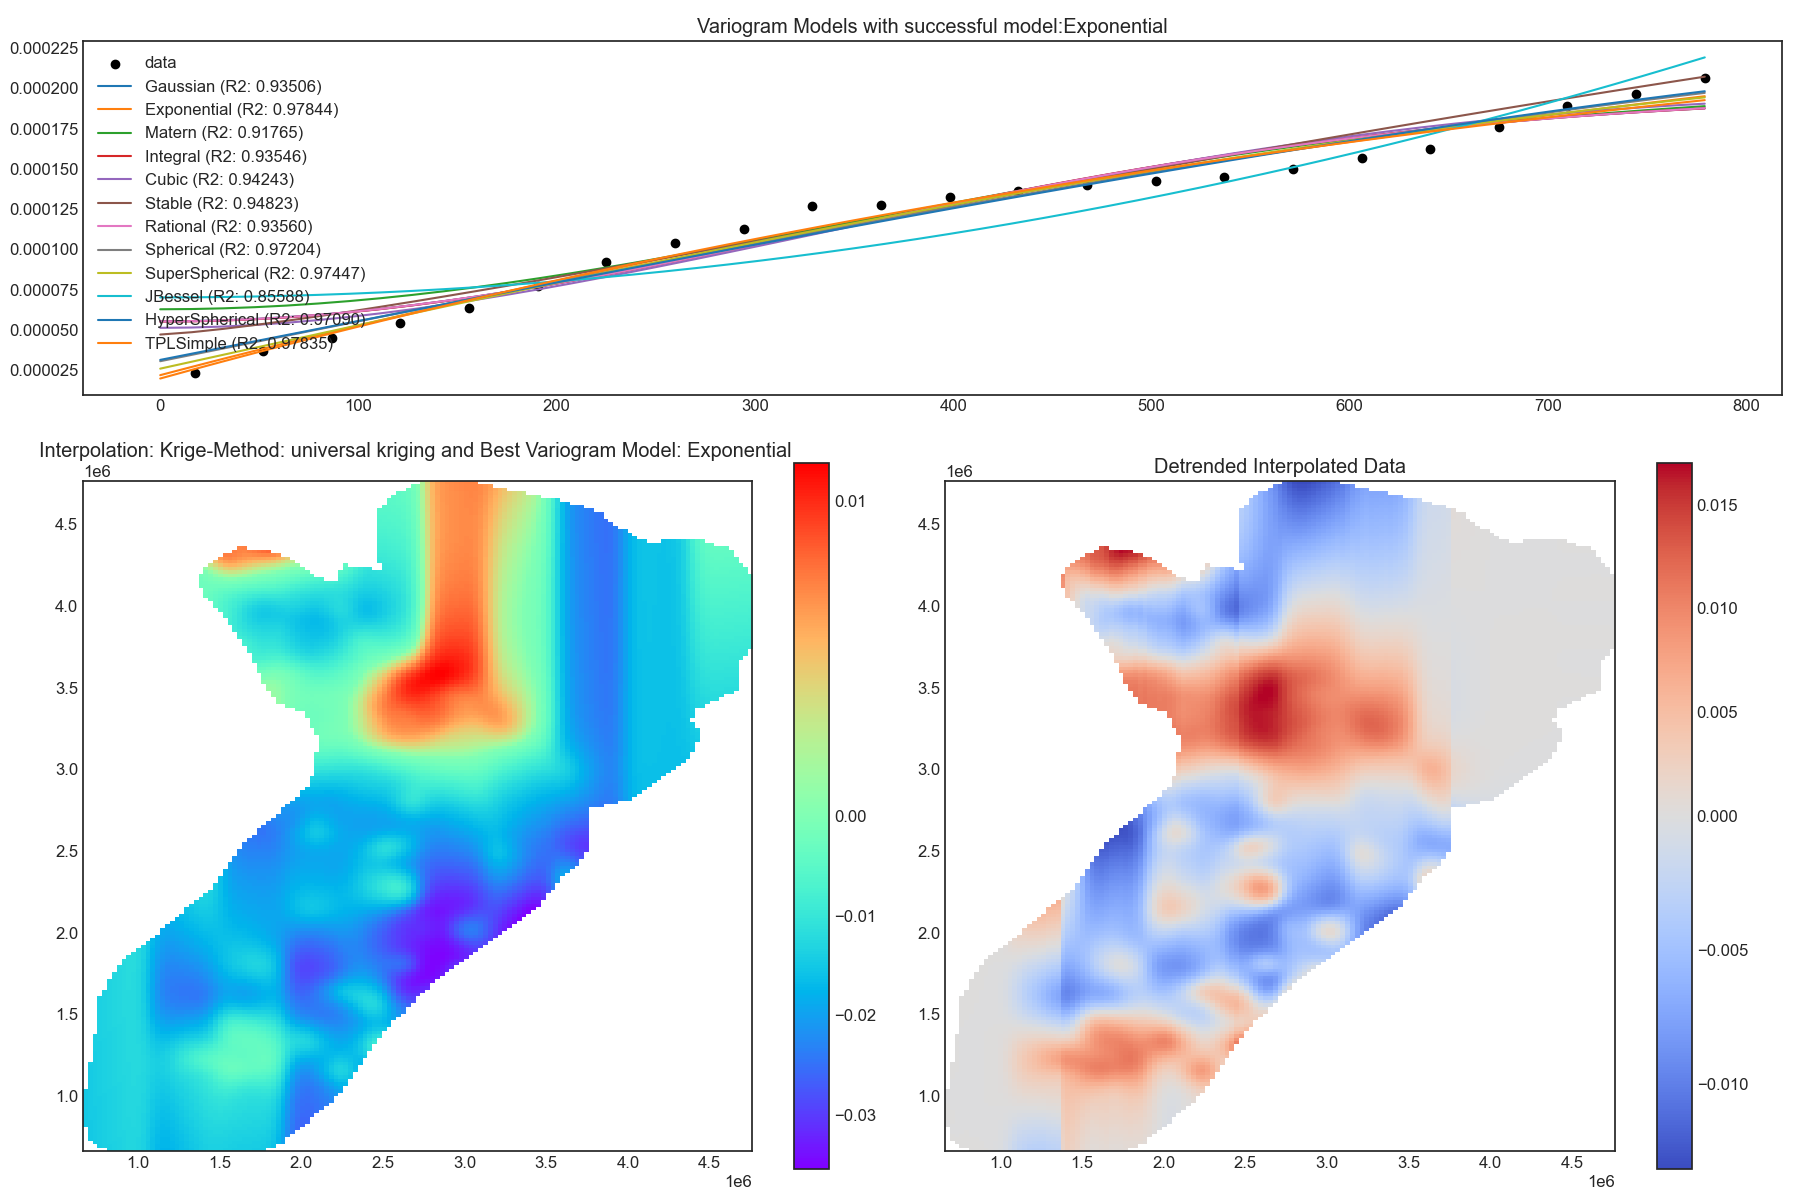 Variogram Models with successful model:Exponential
0.000225
0.000200
0.000175
0.000150
0.000125
0.000100
0.000075
0.000050
0.000025
data
Gaussian (R2: 0.93506)
Exponential (R2: 0.97844)
Matern (R2: 0.91765)
Integral (R2: 0.93546)
Cubic (R2: 0.94243)
Stable (R2: 0.94823)
Rational (R2: 0.93560)
Spherical (R2: 0.97204)
SuperSpherical (R2: 0.97447)
JBessel (R2: 0.85588)
HyperSpherical (R2: 0.97090)
TPLSimple (R2: 0.97835)
0 100 200 300 400 500 600 700 800
Interpolation: Krige-Method: universal kriging and Best Variogram Model: Exponential
1e6
4.5
4.0
3.5
3.0
2.5
2.0
1.5
1.0
1.0 1.5 2.0 2.5 3.0 3.5 4.0 4.5
1e6
0.01
0.00
−0.01
−0.02
−0.03
Detrended Interpolated Data
1e6
4.5
4.0
3.5
3.0
2.5
2.0
1.5
1.0
1.0 1.5 2.0 2.5 3.0 3.5 4.0 4.5
1e6
0.015
0.010
0.005
0.000
−0.005
−0.010